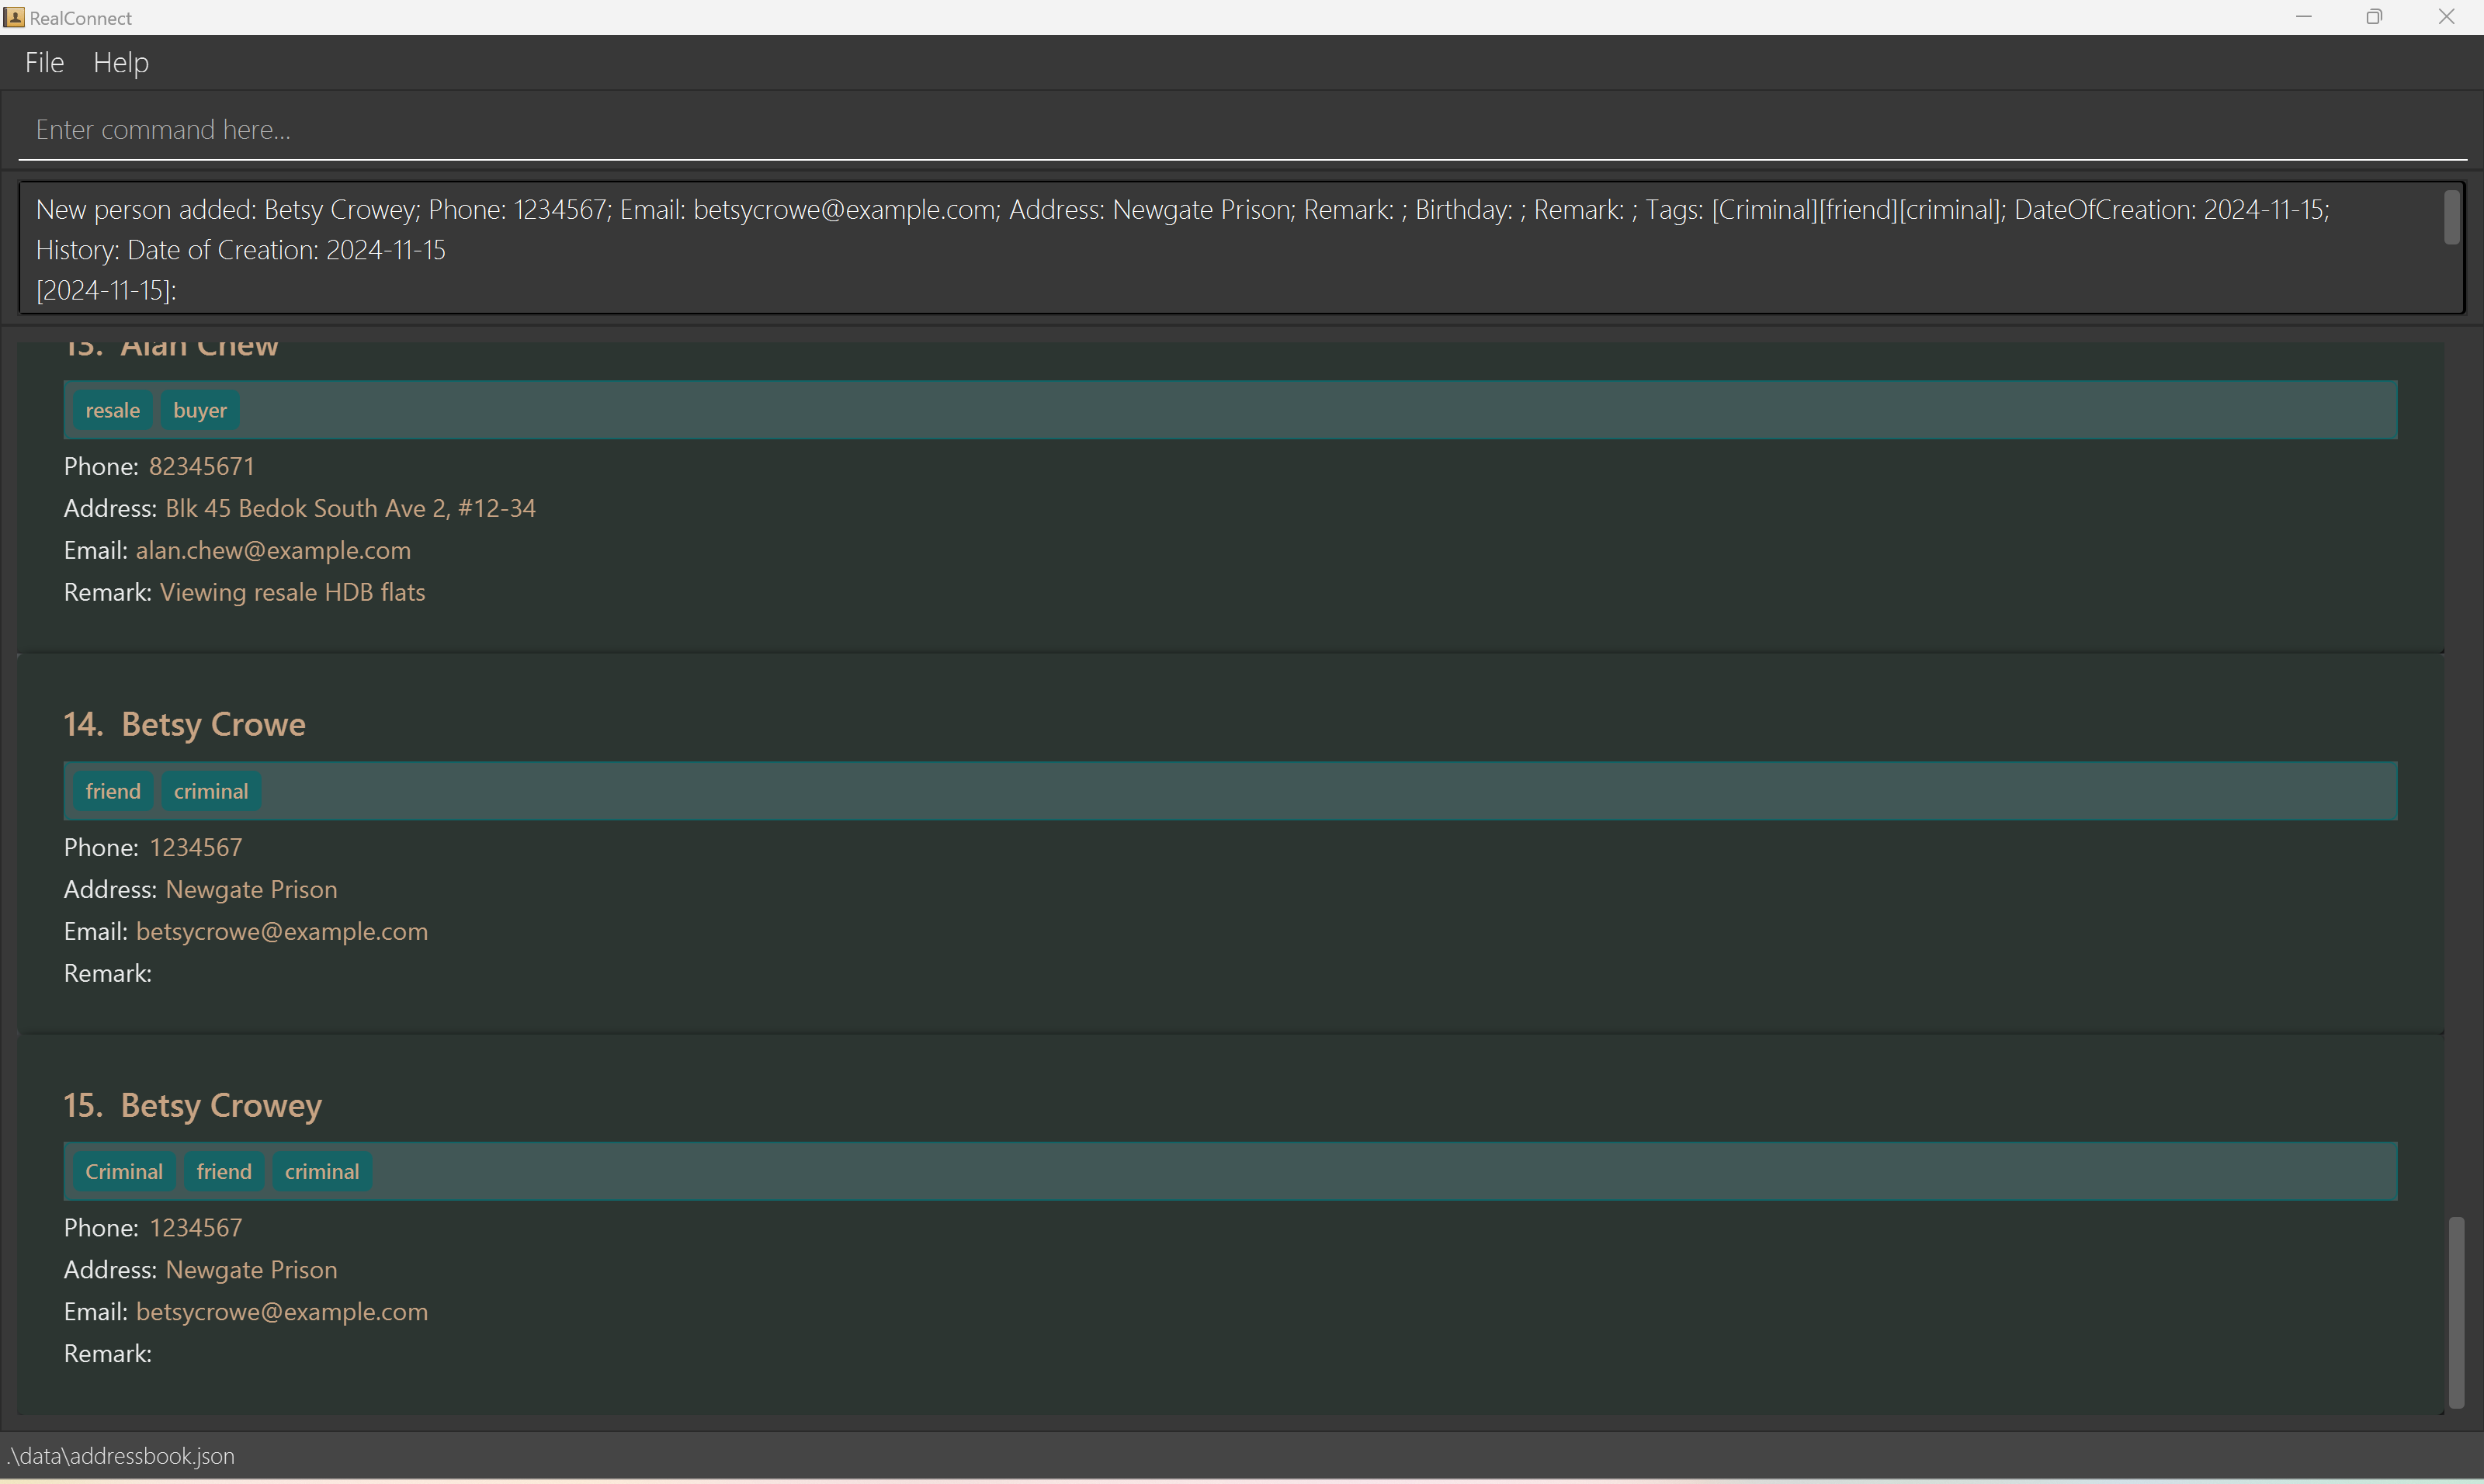 RealConnect
File Help
Enter command here...
New person added: Betsy Crowey; Phone: 1234567; Email: betsycrowe@example.com; Address: Newgate Prison; Remark: ; Birthday: ; Remark: ; Tags: [Criminal][friend][criminal]; DateOfCreation: 2024-11-15;
History: Date of Creation: 2024-11-15
[2024-11-15]:
13. Alan Chew
resale buyer
Phone: 82345671
Address: Blk 45 Bedok South Ave 2, #12-34
Email: alan.chew@example.com
Remark: Viewing resale HDB flats
14. Betsy Crowe
friend criminal
Phone: 1234567
Address: Newgate Prison
Email: betsycrowe@example.com
Remark:
15. Betsy Crowey
Criminal friend criminal
Phone: 1234567
Address: Newgate Prison
Email: betsycrowe@example.com
Remark:
.\data\addressbook.json